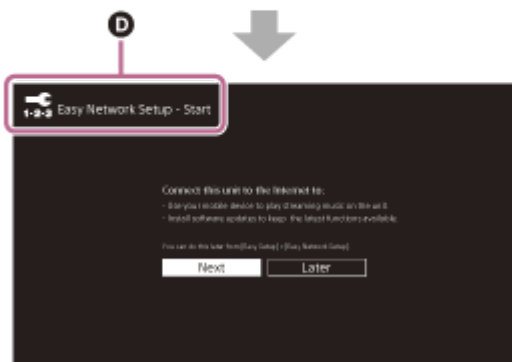 D
1-2-3 Easy Network Setup - Start
Connect this unit to the Internet to:
- Use your mobile device to play streaming music on the unit.
- Install software updates to keep the latest functions available.
You can do this later from [Easy Setup] - [Easy Network Setup].
Next
Later